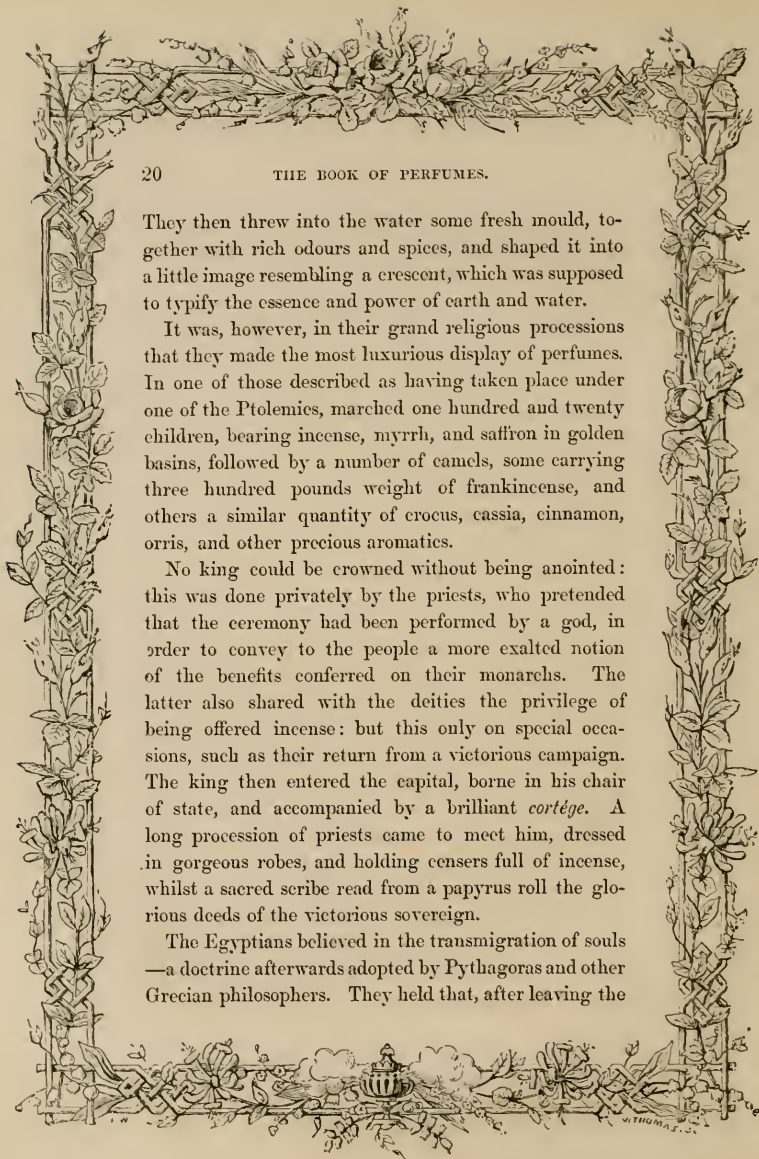 20 THE BOOK OF PERFUMES.
They then threw into the water some fresh mould, to-
gether with rich odours and spices, and shaped it into
a little image resembling a crescent, which was supposed
to typify the essence and power of earth and water.
It was, however, in their grand religious processions
that they made the most luxurious display of perfumes.
In one of those described as having taken place under
one of the Ptolemies, marched one hundred and twenty
children, bearing incense, myrrh, and saffron in golden
basins, followed by a number of camels, some carrying
three hundred pounds weight of frankincense, and
others a similar quantity of crocus, cassia, cinnamon,
orris, and other precious aromatics.
No king could be crowned without being anointed:
this was done privately by the priests, who pretended
that the ceremony had been performed by a god, in
order to convey to the people a more exalted notion
of the benefits conferred on their monarchs. The
latter also shared with the deities the privilege of
being offered incense: but this only on special occa-
sions, such as their return from a victorious campaign.
The king then entered the capital, borne in his chair
of state, and accompanied by a brilliant cortége. A
long procession of priests came to meet him, dressed
in gorgeous robes, and holding censers full of incense,
whilst a sacred scribe read from a papyrus roll the glo-
rious deeds of the victorious sovereign.
The Egyptians believed in the transmigration of souls
—a doctrine afterwards adopted by Pythagoras and other
Grecian philosophers. They held that, after leaving the